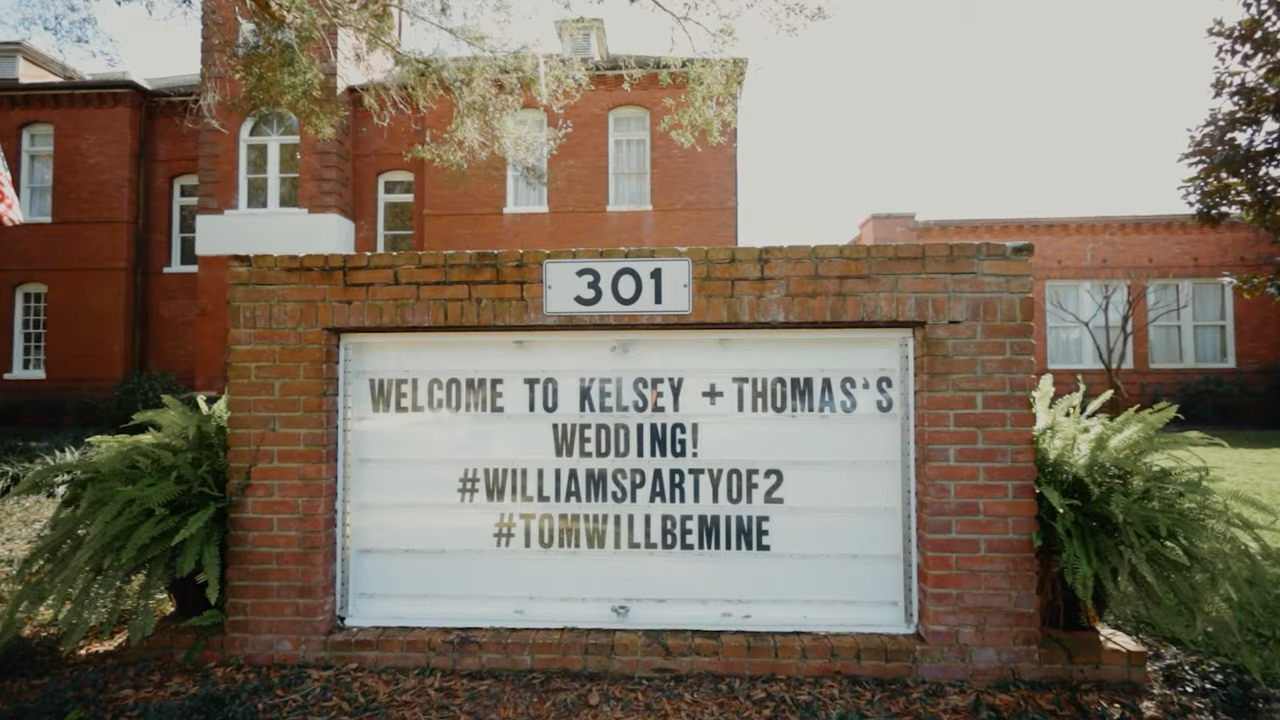 301
WELCOME TO KELSEY + THOMAS'S
WEDDING!
#WILLIAMSPARTYOF2
#TOMWILLBEMINE